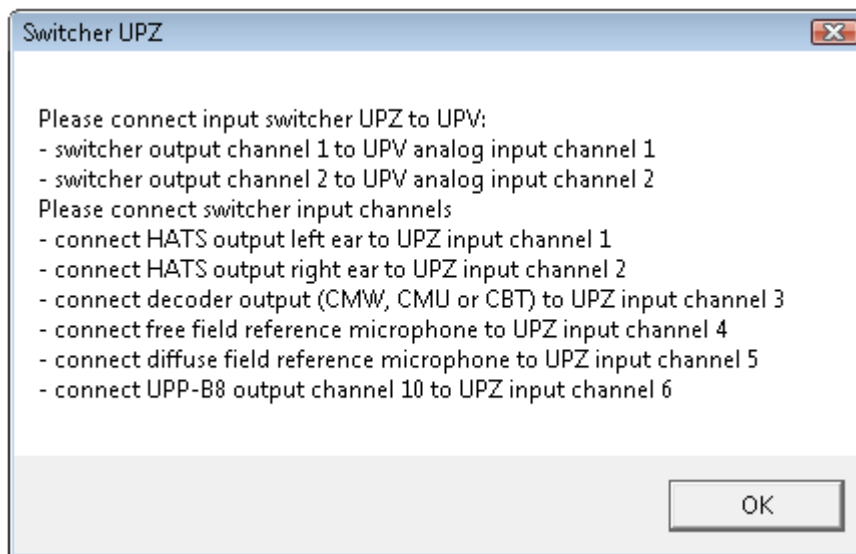 Switcher UPZ
Please connect input switcher UPZ to UPV:
- switcher output channel 1 to UPV analog input channel 1
- switcher output channel 2 to UPV analog input channel 2
Please connect switcher input channels
- connect HATS output left ear to UPZ input channel 1
- connect HATS output right ear to UPZ input channel 2
- connect decoder output (CMW, CMU or CBT) to UPZ input channel 3
- connect free field reference microphone to UPZ input channel 4
- connect diffuse field reference microphone to UPZ input channel 5
- connect UPP-B8 output channel 10 to UPZ input channel 6
OK